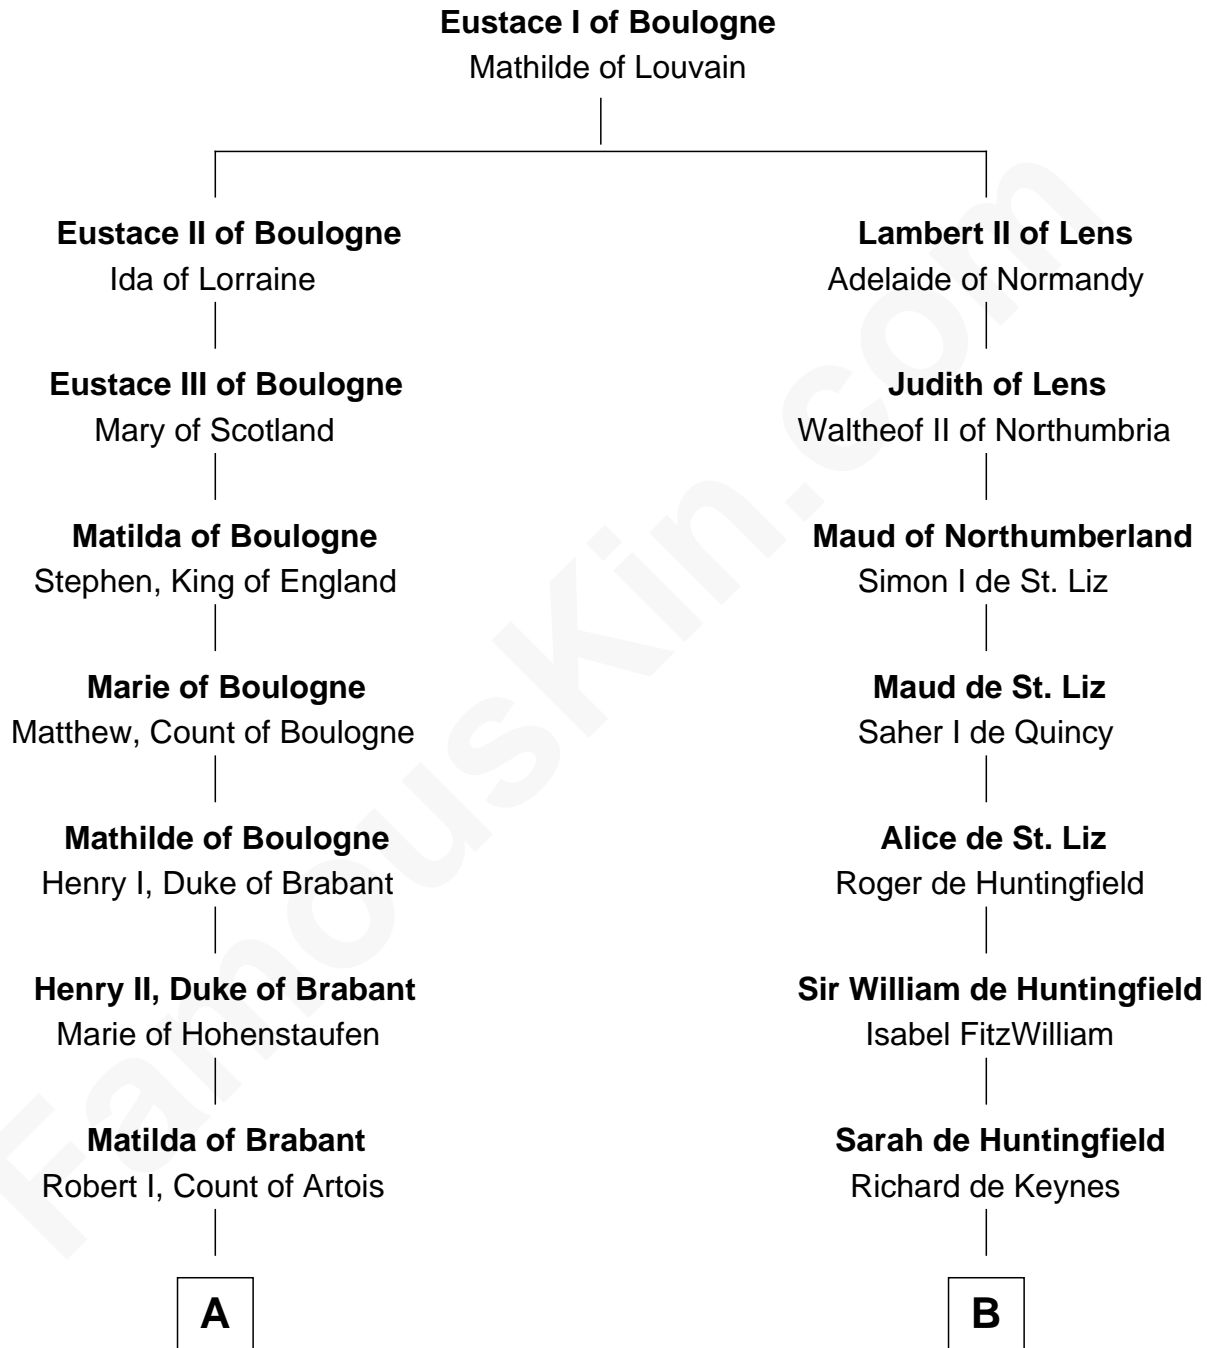 Eustace I of Boulogne
Mathilde of Louvain
Eustace II of Boulogne
Ida of Lorraine
Lambert II of Lens
Adelaide of Normandy
Eustace III of Boulogne
Mary of Scotland
Judith of Lens
Waltheof II of Northumbria
Matilda of Boulogne
Stephen, King of England
Maud of Northumberland
Simon I de St. Liz
Marie of Boulogne
Matthew, Count of Boulogne
Maud de St. Liz
Saher I de Quincy
Mathilde of Boulogne
Henry I, Duke of Brabant
Alice de St. Liz
Roger de Huntingfield
Henry II, Duke of Brabant
Marie of Hohenstaufen
Sir William de Huntingfield
Isabel FitzWilliam
Matilda of Brabant
Robert I, Count of Artois
Sarah de Huntingfield
Richard de Keynes
A
B
FamousKin.com